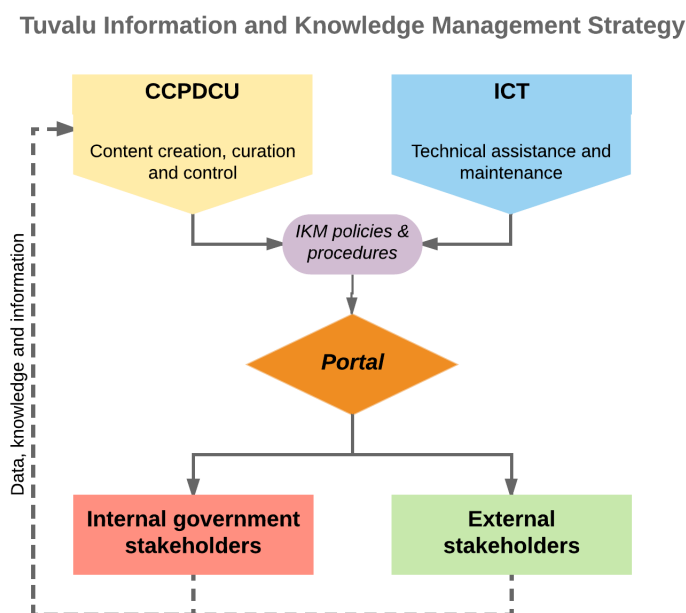 Tuvalu Information and Knowledge Management Strategy
CCPDCU
Content creation, curation
and control
ICT
Technical assistance and
maintenance
IKM policies &
procedures
Portal
Data, knowledge and information
Internal government
stakeholders
External
stakeholders